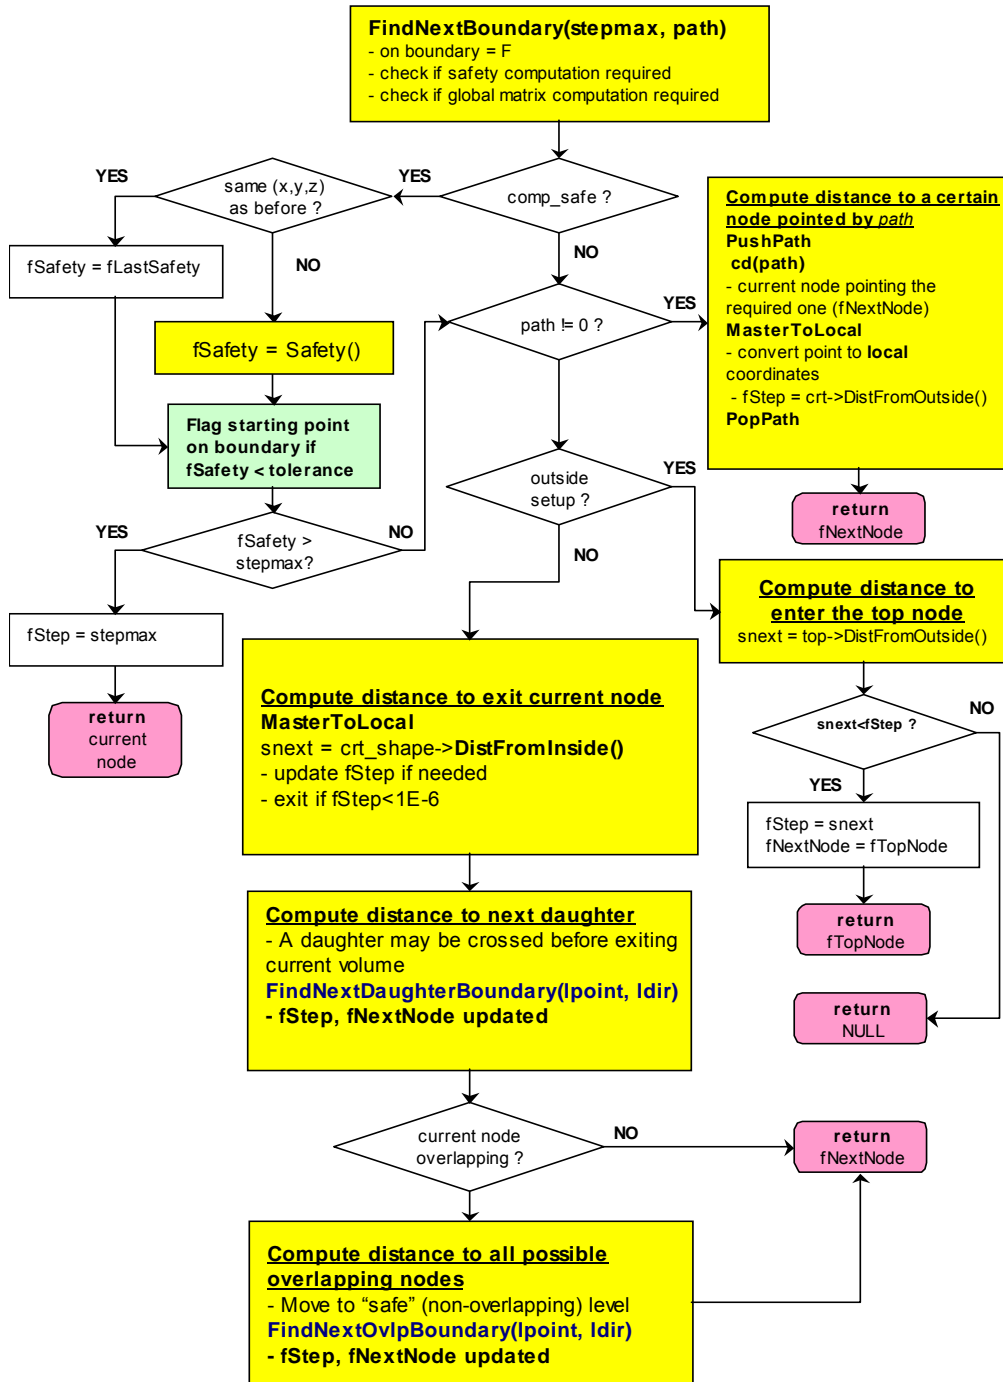 FindNextBoundary(stepmax, path)
- on boundary = F
- check if safety computation required
- check if global matrix computation required
comp_safe ?
YES
same (x,y,z)
as before ?
YES
fSafety = fLastSafety
NO
fSafety = Safety()
Flag starting point
on boundary if
fSafety < tolerance
fSafety >
stepmax?
YES
NO
fStep = stepmax
return
current
node
NO
path != 0 ?
YES
Compute distance to a certain
node pointed by path
PushPath
cd(path)
- current node pointing the
required one (fNextNode)
MasterToLocal
- convert point to local
coordinates
- fStep = crt->DistFromOutside()
PopPath
return
fNextNode
outside
setup ?
YES
NO
Compute distance to
enter the top node
snext = top->DistFromOutside()
snext<fStep ?
NO
YES
fStep = snext
fNextNode = fTopNode
return
fTopNode
return
NULL
Compute distance to exit current node
MasterToLocal
snext = crt_shape->DistFromInside()
- update fStep if needed
- exit if fStep<1E-6
Compute distance to next daughter
- A daughter may be crossed before exiting
current volume
FindNextDaughterBoundary(lpoint, ldir)
- fStep, fNextNode updated
current node
overlapping ?
NO
return
fNextNode
Compute distance to all possible
overlapping nodes
- Move to “safe” (non-overlapping) level
FindNextOvlpBoundary(lpoint, ldir)
- fStep, fNextNode updated